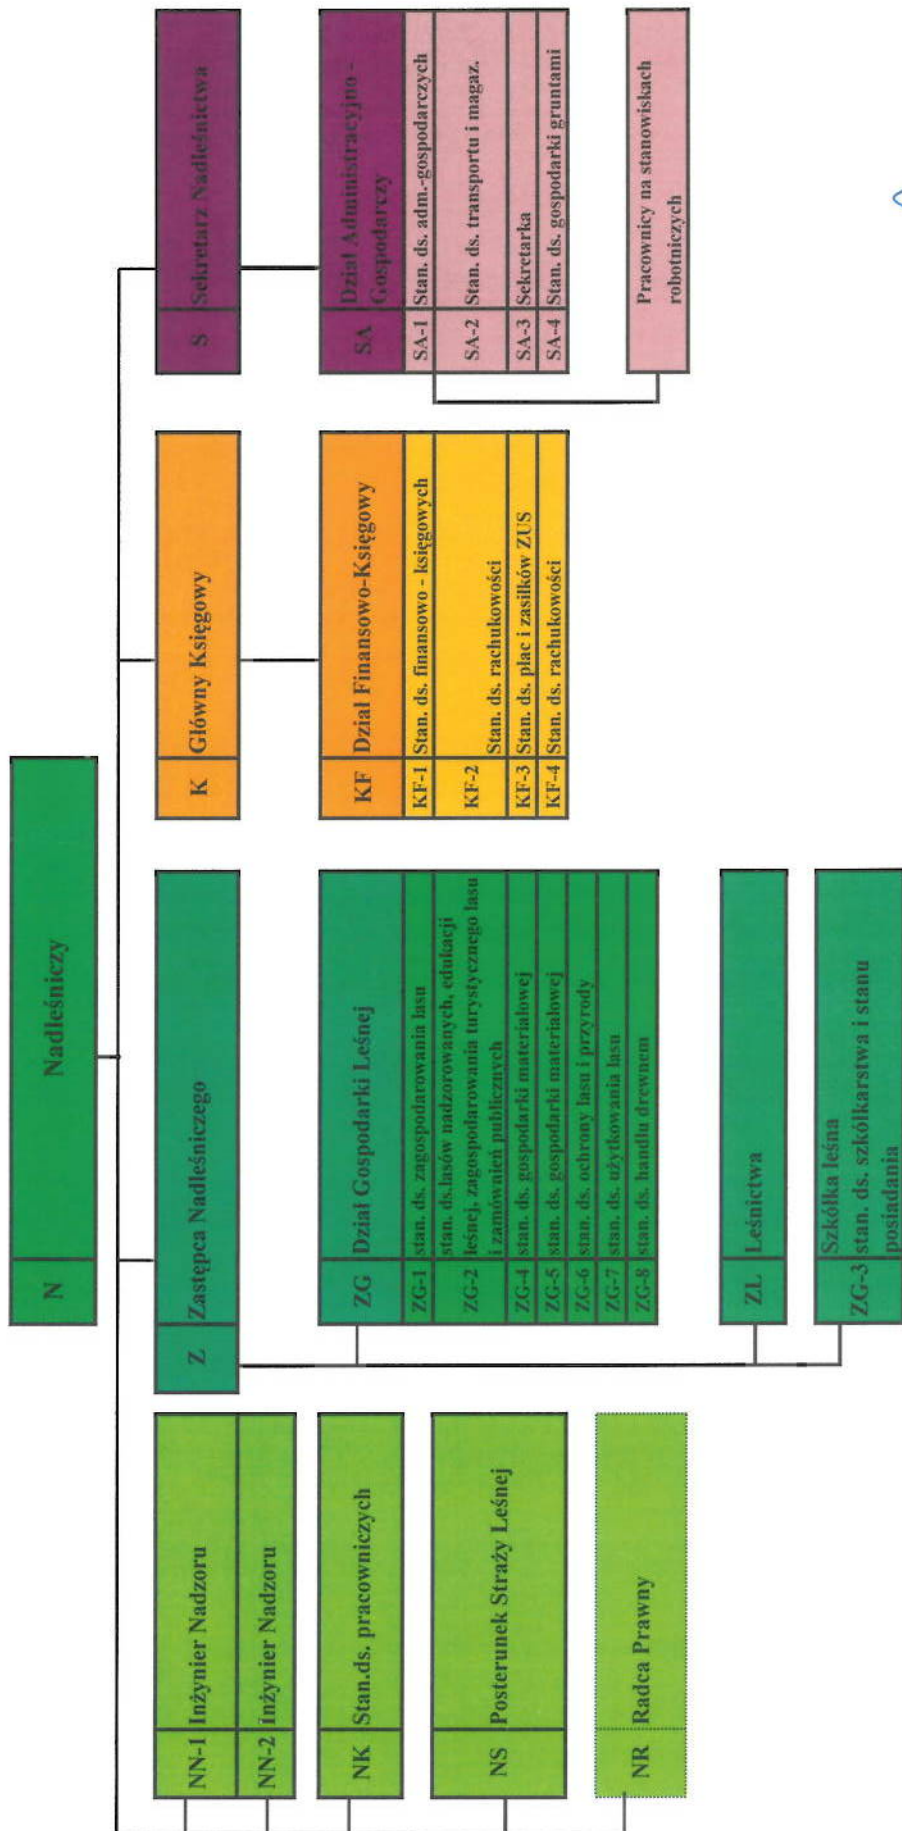 N Nadleśniczy
NN-1 Inżynier Nadzoru
NN-2 Inżynier Nadzoru
NK Stan.ds. pracowniczych
NS Posterunek Straży Leśnej
NR Radca Prawny
Z Zastępca Nadleśniczego
ZG Dział Gospodarki Leśnej
ZG-1 stan. ds. zagospodarowania lasu
stan. ds.lasów nadzorowanych, edukacji
ZG-2 leśnej, zagospodarowania turystycznego lasu
i zamównień publicznych
ZG-4 stan. ds. gospodarki materiałowej
ZG-5 stan. ds. gospodarki materiałowej
ZG-6 stan. ds. ochrony lasu i przyrody
ZG-7 stan. ds. użytkowania lasu
ZG-8 stan. ds. handlu drewnem
ZL Leśnictwa
Szkółka leśna
ZG-3 stan. ds. szkółkarstwa i stanu
posiadania
K Główny Księgowy
KF Dział Finansowo-Księgowy
KF-1 Stan. ds. finansowo - księgowych
KF-2 Stan. ds. rachukowości
KF-3 Stan. ds. płac i zasiłków ZUS
KF-4 Stan. ds. rachukowości
S Sekretarz Nadleśnictwa
SA Dział Administracyjno -
Gospodarczy
SA-1 Stan. ds. adm.-gospodarczych
SA-2 Stan. ds. transportu i magaz.
SA-3 Sekretarka
SA-4 Stan. ds. gospodarki gruntami
Pracownicy na stanowiskach
robotniczych